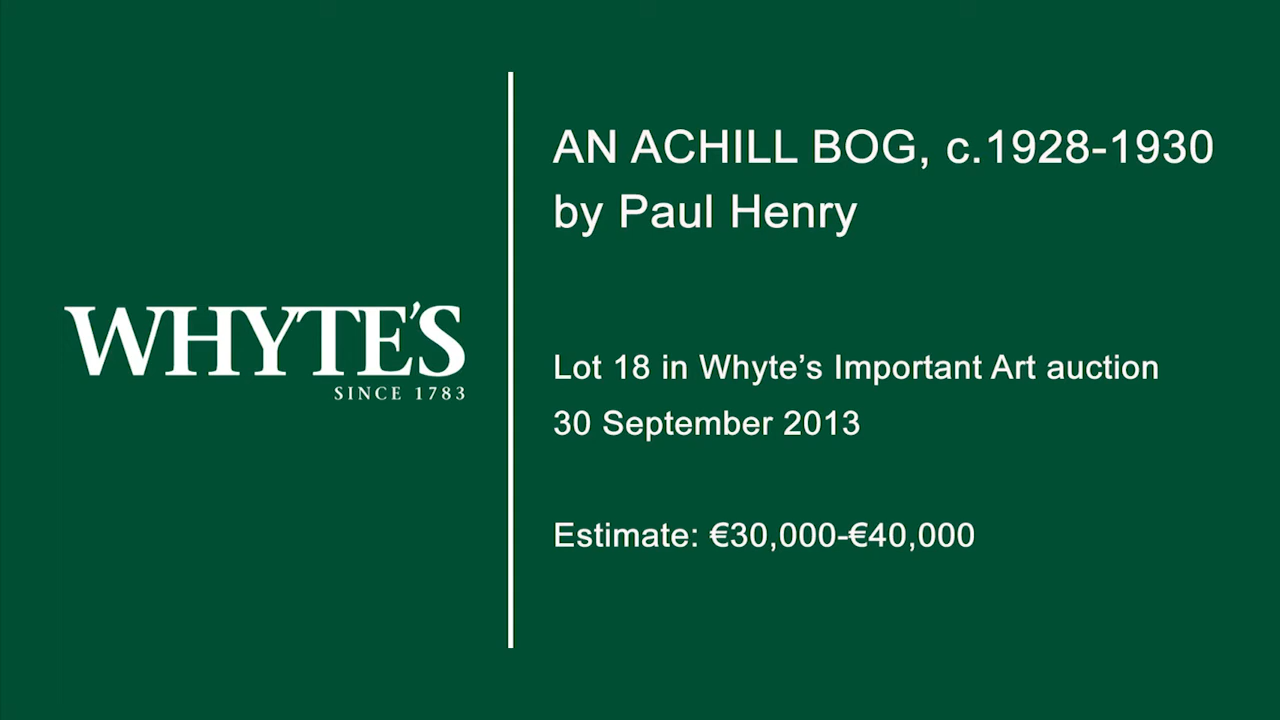 WHYTE'S
SINCE 1783
AN ACHILL BOG, c.1928-1930
by Paul Henry
Lot 18 in Whyte’s Important Art auction
30 September 2013
Estimate: €30,000-€40,000